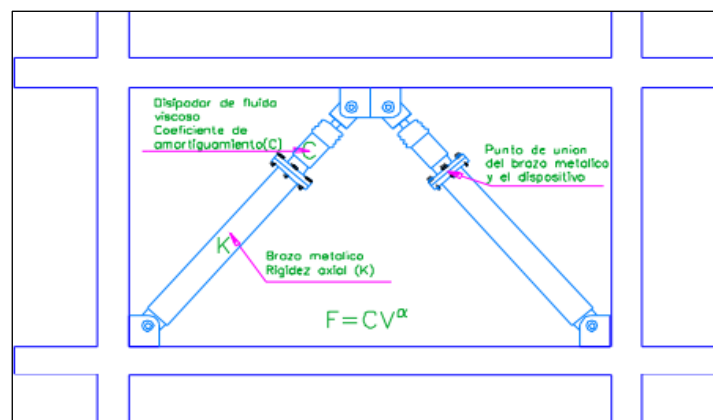 Disipador de fluido
viscoso
Coeficiente de
amortiguamiento(C)
C
Punto de union
del brazo metalico
y el dispositivo
K
Brazo metalico
Rigidez axial (K)
F=CV^α